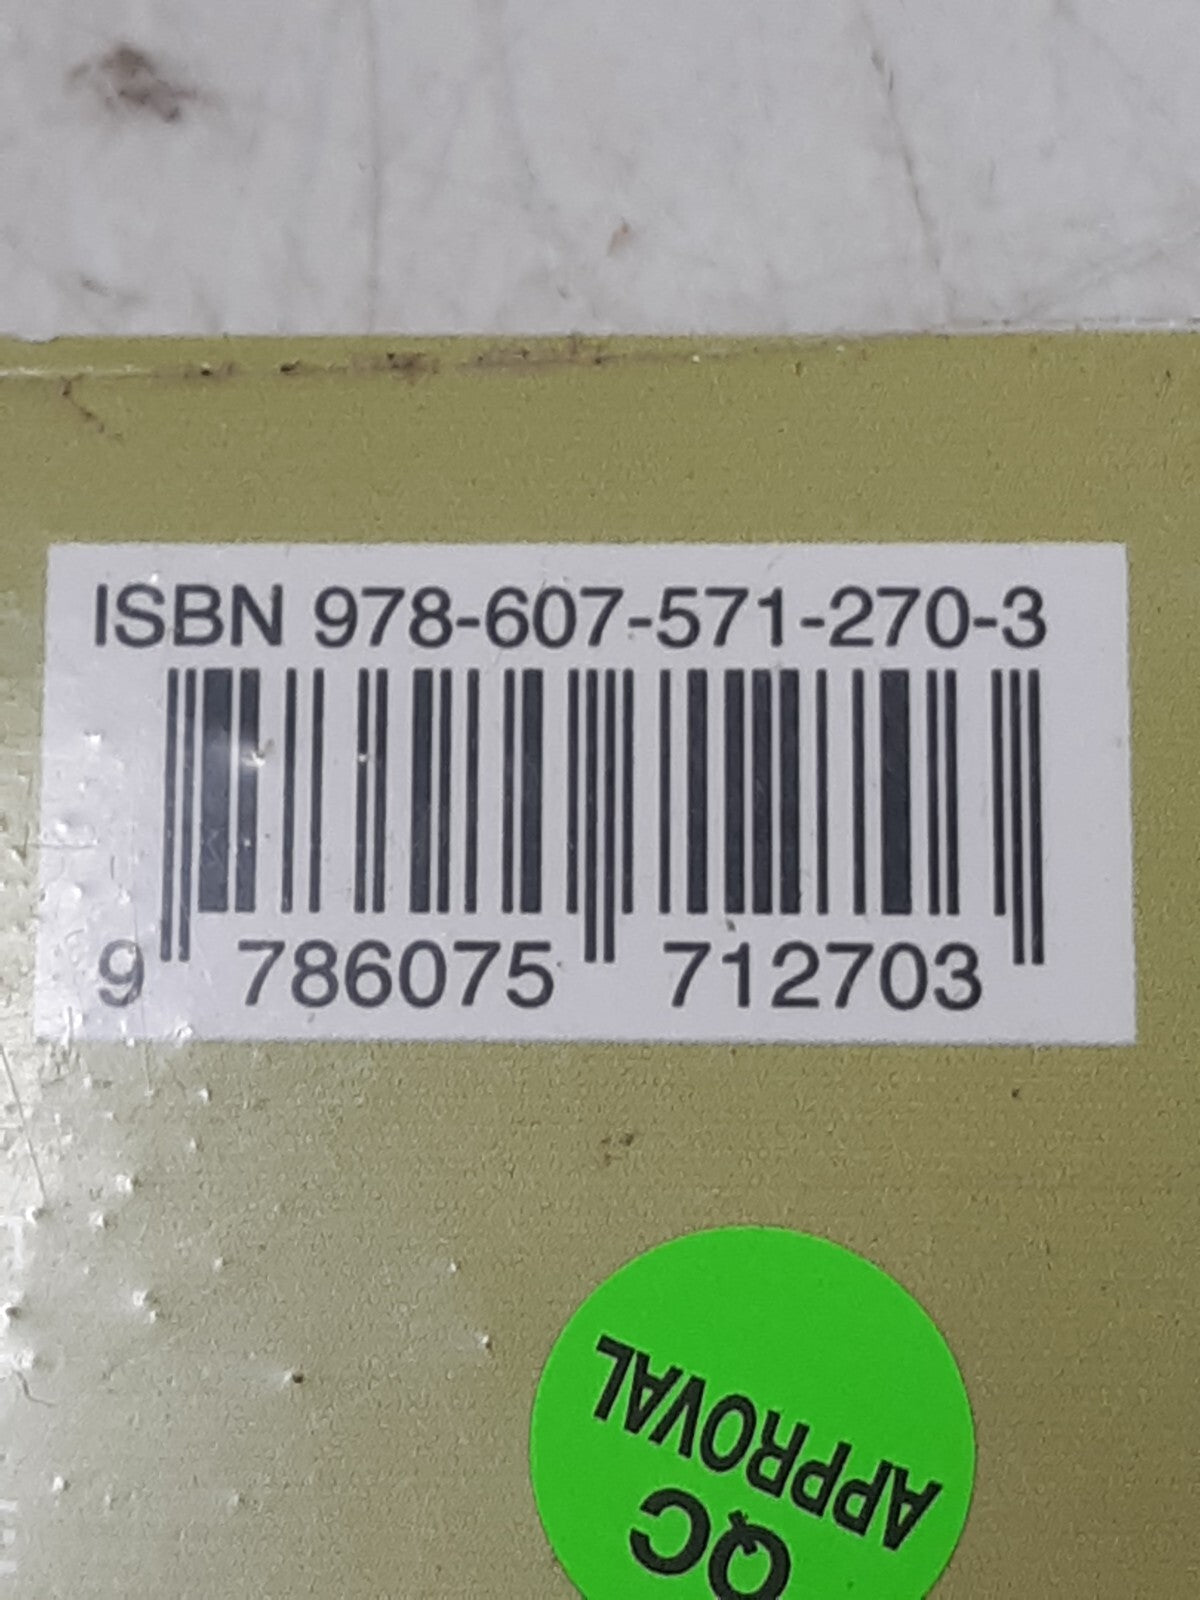 ISBN 978-607-571-270-3
9 786075 712703
QC
APPROVAL